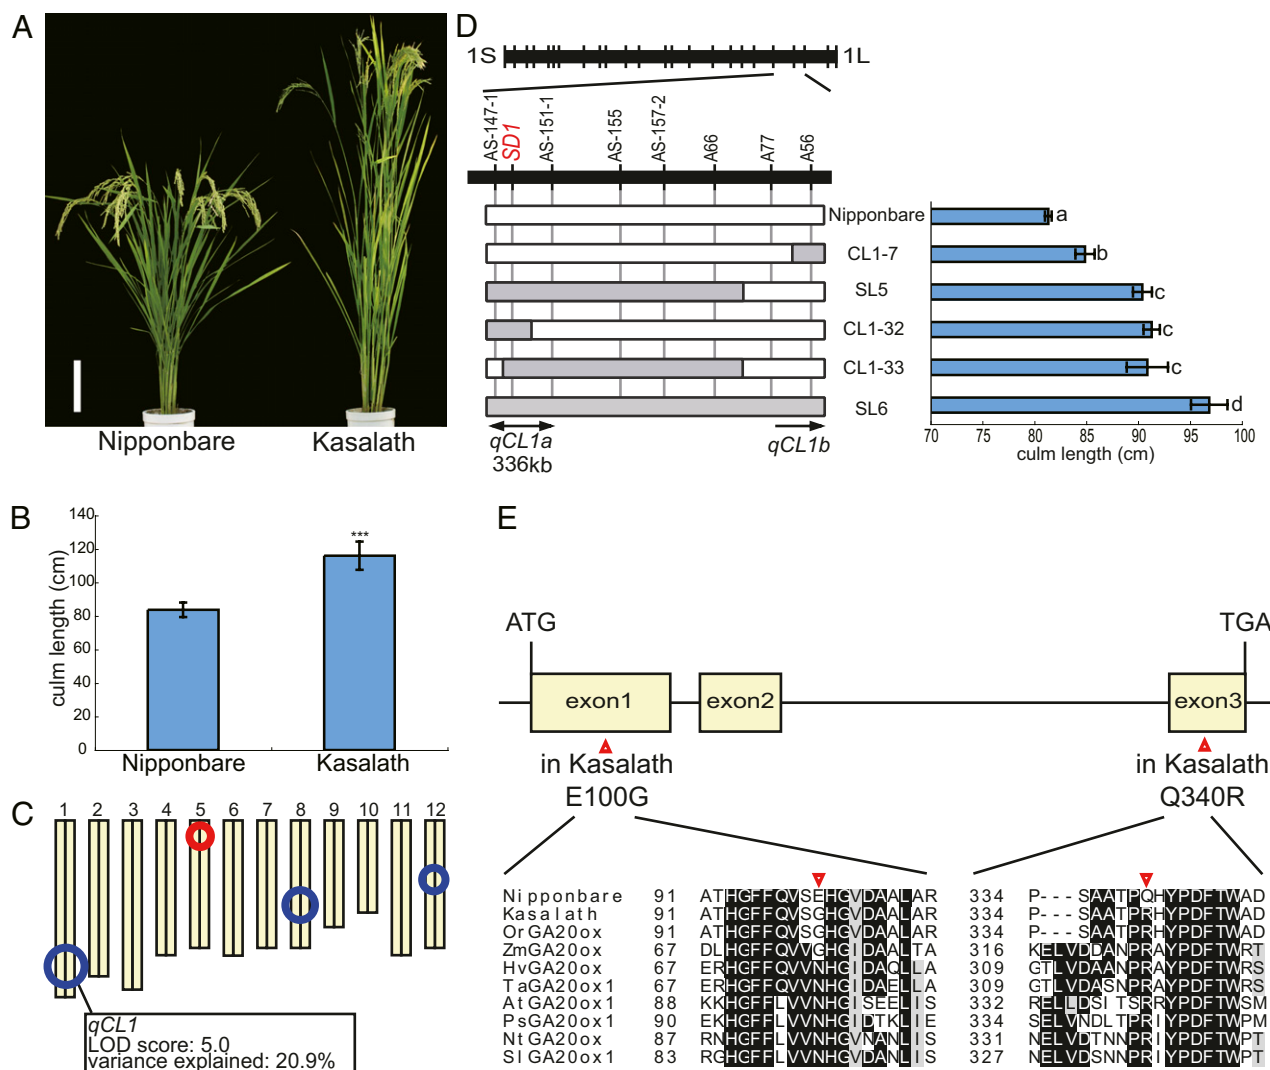 A
Nipponbare
Kasalath
B
culm length (cm)
140
120
100
80
60
40
20
0
***
Nipponbare
Kasalath
C
1 2 3 4 5 6 7 8 9 10 11 12
qCL1
LOD score: 5.0
variance explained: 20.9%
D
1S
1L
AS-147-1
SD1
AS-151-1
AS-155
AS-157-2
A66
A77
A56
Nipponbare
a
CL1-7
b
SL5
c
CL1-32
c
CL1-33
c
SL6
d
qCL1a
336kb
qCL1b
70 75 80 85 90 95 100
culm length (cm)
E
ATG
TGA
exon1
exon2
exon3
in Kasalath
E100G
in Kasalath
Q340R
Nipponbare 91 ATHGFFQVSEHGVDAALAR 334 P---SAATPQHYPDFTWAD
Kasalath 91 ATHGFFQVSGHGVDAALAR 334 P---SAATPRHYPDFTWAD
OrGA20ox 91 ATHGFFQVSGHGVDAALAR 334 P---SAATPRHYPDFTWAD
ZmGA20ox 67 DLHGFFQVVGHGIDAALTA 316 KELVDDANPRAYPDFTWRT
HvGA20ox 67 ERHGFFQVVNHGIDAQLLA 309 GTLVDAANPRAYPDFTWRS
TaGA20ox1 67 ERHGFFQVVNHGIDAELLA 309 GTLVDASNPRAYPDFTWRS
AtGA20ox1 88 KKHGFFLVVNHGISEELIS 332 RELLDSITSRRYPDFTWSM
PsGA20ox1 90 EKHGFFLVVNHGIDTKLIE 334 SELVNDLTPRIYPDFTWPM
NtGA20ox 87 RNHGFFLVVNHGVNANLIS 331 NELVDTNNPRIYPDFTWPT
SlGA20ox1 83 RGHGFFLVVNHGVDANLIS 327 NELVDSNNPRIYPDFTWPT